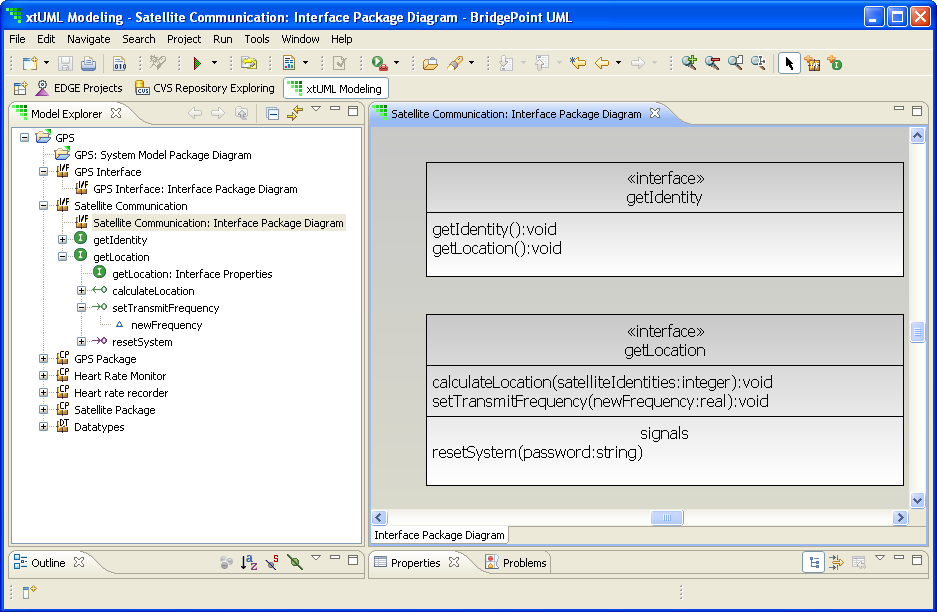 xtUML Modeling - Satellite Communication: Interface Package Diagram - BridgePoint UML
File Edit Navigate Search Project Run Tools Window Help
EDGE Projects CVS Repository Exploring xtUML Modeling
Model Explorer
GPS
GPS: System Model Package Diagram
GPS Interface
GPS Interface: Interface Package Diagram
Satellite Communication
Satellite Communication: Interface Package Diagram
getIdentity
getLocation
getLocation: Interface Properties
calculateLocation
setTransmitFrequency
newFrequency
resetSystem
GPS Package
Heart Rate Monitor
Heart rate recorder
Satellite Package
Datatypes
Satellite Communication: Interface Package Diagram
«interface»
getIdentity
getIdentity():void
getLocation():void
«interface»
getLocation
calculateLocation(satelliteIdentities:integer):void
setTransmitFrequency(newFrequency:real):void
signals
resetSystem(password:string)
Interface Package Diagram
Outline
Properties Problems